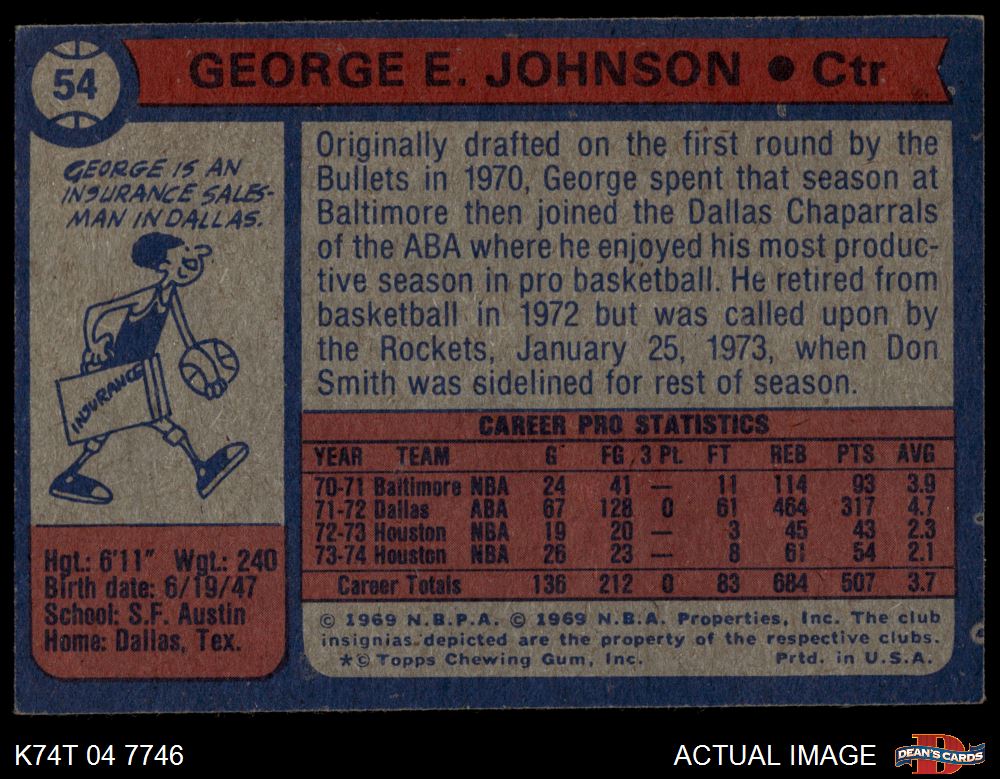 54
GEORGE E. JOHNSON ● Ctr
GEORGE IS AN
INSURANCE SALES-
MAN IN DALLAS.
INSURANCE
Hgt.: 6'11" Wgt.: 240
Birth date: 6/19/47
School: S.F. Austin
Home: Dallas, Tex.
Originally drafted on the first round by the
Bullets in 1970, George spent that season at
Baltimore then joined the Dallas Chaparrals
of the ABA where he enjoyed his most produc-
tive season in pro basketball. He retired from
basketball in 1972 but was called upon by
the Rockets, January 25, 1973, when Don
Smith was sidelined for rest of season.
CAREER PRO STATISTICS
YEAR TEAM G FG 3 Pt. FT REB PTS AVG
70-71 Baltimore NBA 24 41 — 11 114 93 3.9
71-72 Dallas ABA 67 128 0 61 464 317 4.7
72-73 Houston NBA 19 20 — 3 45 43 2.3
73-74 Houston NBA 26 23 — 8 61 54 2.1
Career Totals 136 212 0 83 684 507 3.7
© 1969 N.B.P.A. © 1969 N.B.A. Properties, Inc. The club
insignias depicted are the property of the respective clubs.
*© Topps Chewing Gum, Inc. Prtd. in U.S.A.
K74T 04 7746
ACTUAL IMAGE
DEAN'S CARDS